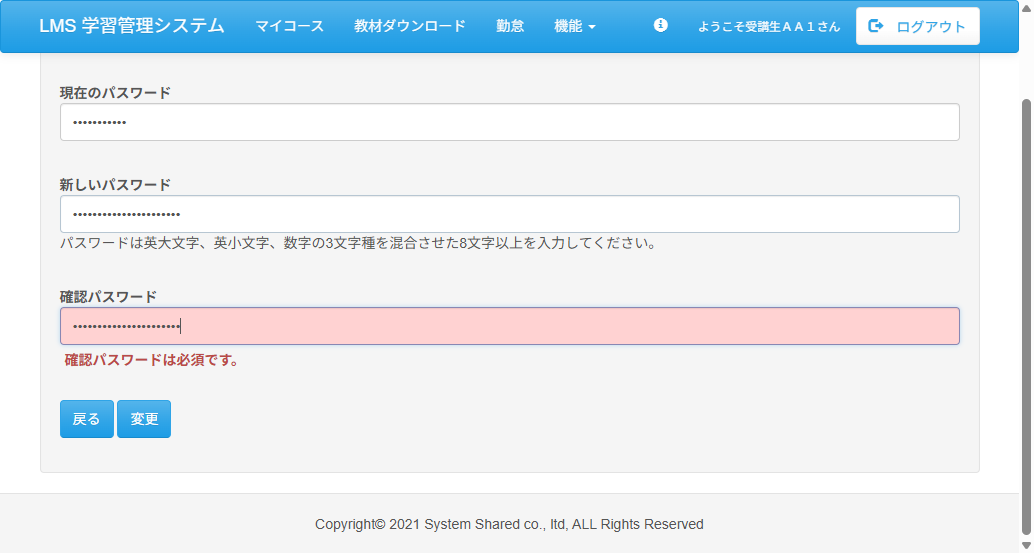 LMS 学習管理システム マイコース 教材ダウンロード 勤怠 機能 ようこそ受講生ＡＡ１さん ログアウト
現在のパスワード
•••••••••••
新しいパスワード
••••••••••••••••••••••
パスワードは英大文字、英小文字、数字の3文字種を混合させた8文字以上を入力してください。
確認パスワード
••••••••••••••••••••••
確認パスワードは必須です。
戻る 変更
Copyright© 2021 System Shared co., ltd, ALL Rights Reserved